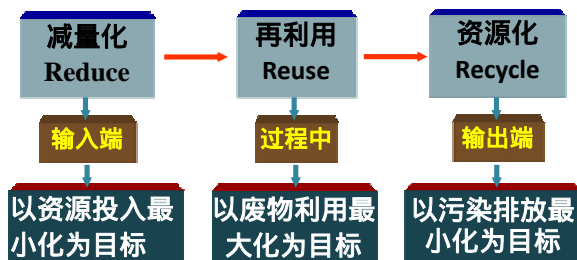 减量化
Reduce
再利用
Reuse
资源化
Recycle
输入端
过程中
输出端
以资源投入最
小化为目标
以废物利用最
大化为目标
以污染排放最
小化为目标